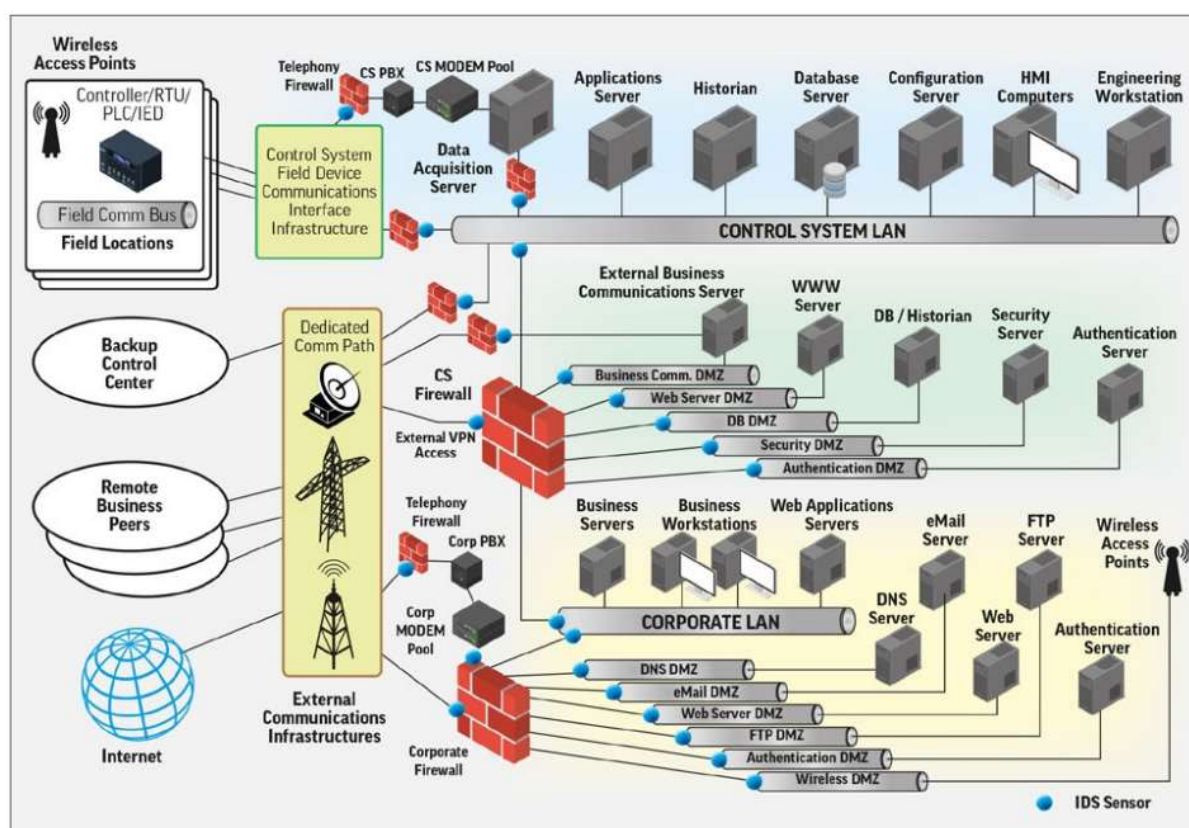 Wireless
Access Points
Controller/RTU/
PLC/IED
Field Comm Bus
Field Locations
Telephony
Firewall
CS PBX
CS MODEM Pool
Control System
Field Device
Communications
Interface
Infrastructure
Data
Acquisition
Server
Applications
Server
Historian
Database
Server
Configuration
Server
HMI
Computers
Engineering
Workstation
CONTROL SYSTEM LAN
Backup
Control
Center
Remote
Business
Peers
Internet
Dedicated
Comm Path
External
Communications
Infrastructures
CS
Firewall
External VPN
Access
External Business
Communications Server
WWW
Server
DB / Historian
Security
Server
Authentication
Server
Business Comm. DMZ
Web Server DMZ
DB DMZ
Security DMZ
Authentication DMZ
Telephony
Firewall
Corp PBX
Corp
MODEM
Pool
Corporate
Firewall
Business
Servers
Business
Workstations
Web Applications
Servers
eMail
Server
FTP
Server
Wireless
Access
Points
CORPORATE LAN
DNS
Server
Web
Server
Authentication
Server
DNS DMZ
eMail DMZ
Web Server DMZ
FTP DMZ
Authentication DMZ
Wireless DMZ
IDS Sensor